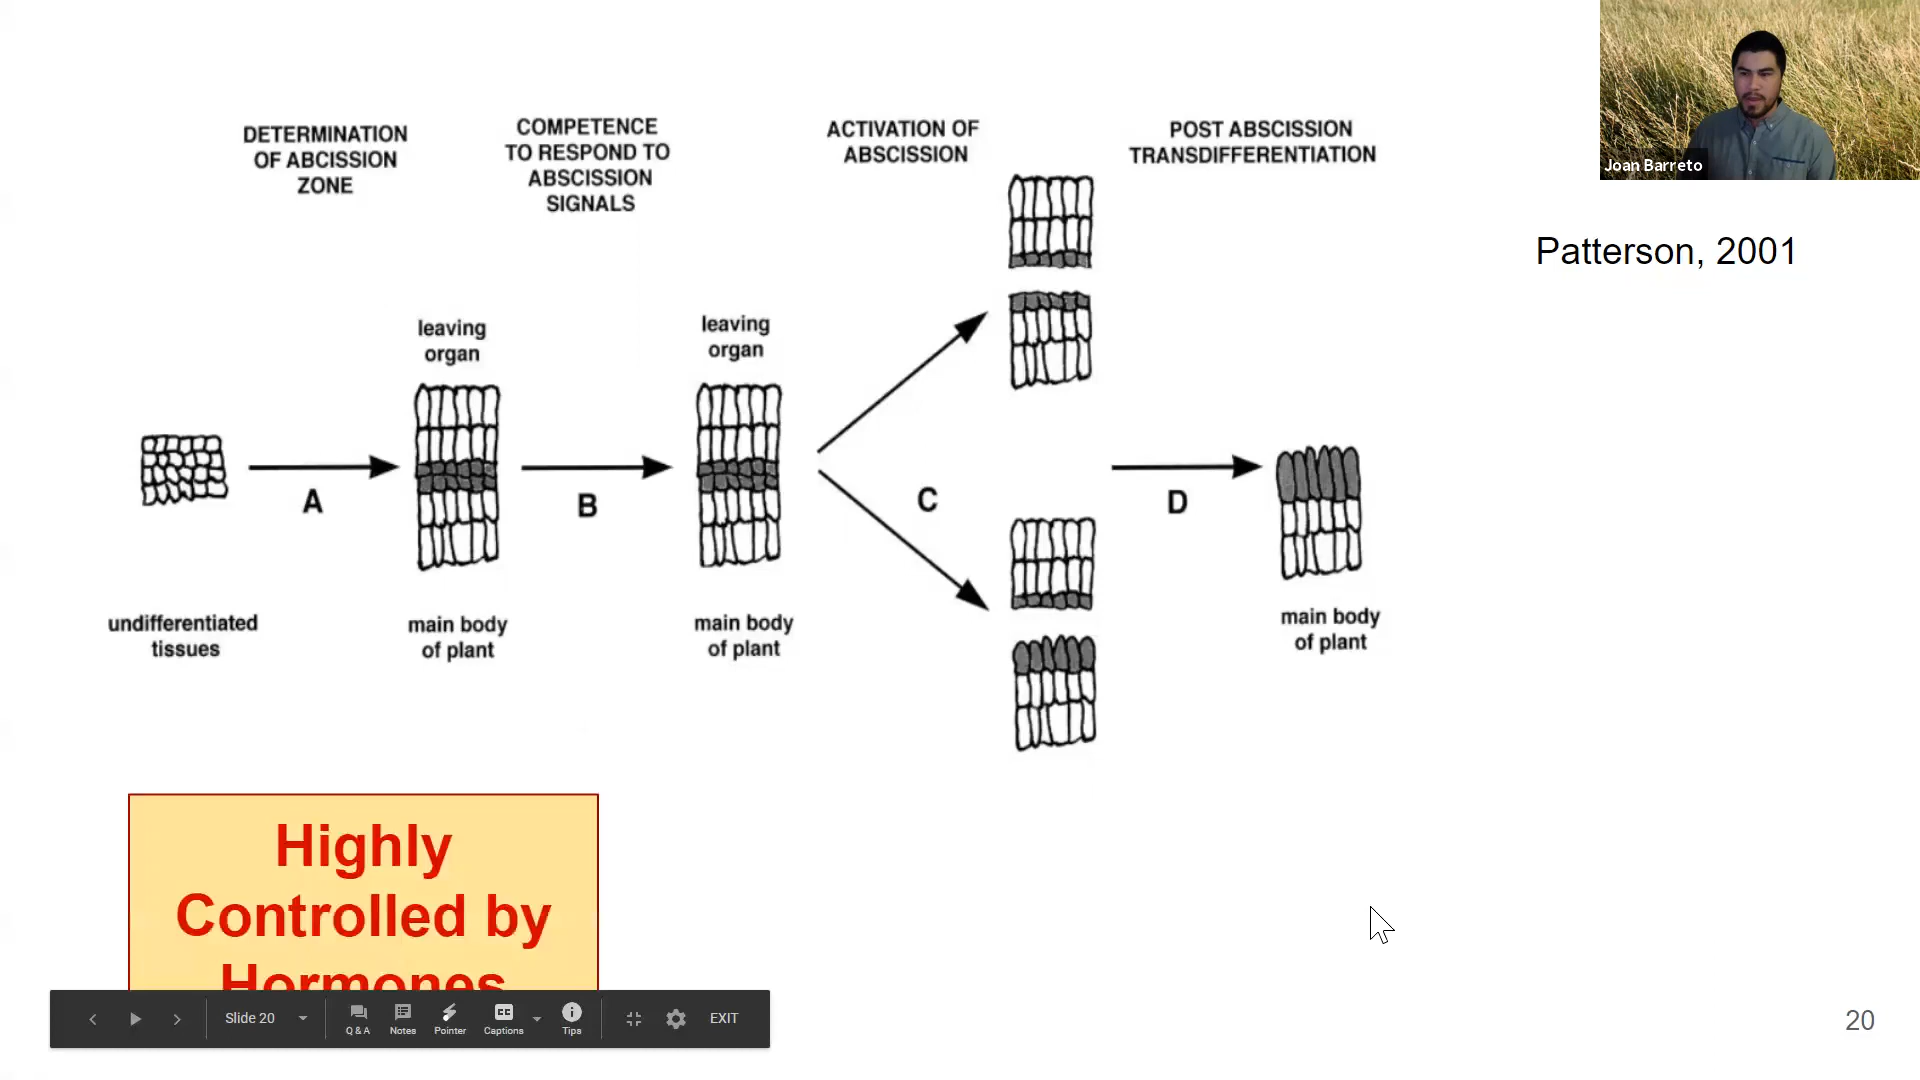 DETERMINATION
OF ABCISSION
ZONE
COMPETENCE
TO RESPOND TO
ABSCISSION
SIGNALS
ACTIVATION OF
ABSCISSION
POST ABSCISSION
TRANSDIFFERENTIATION
Joan Barreto
Patterson, 2001
leaving
organ
leaving
organ
A
B
C
D
undifferentiated
tissues
main body
of plant
main body
of plant
main body
of plant
Highly
Controlled by
Hormones
Slide 20
Q & A
Notes
Pointer
CC
Captions
Tips
EXIT
20